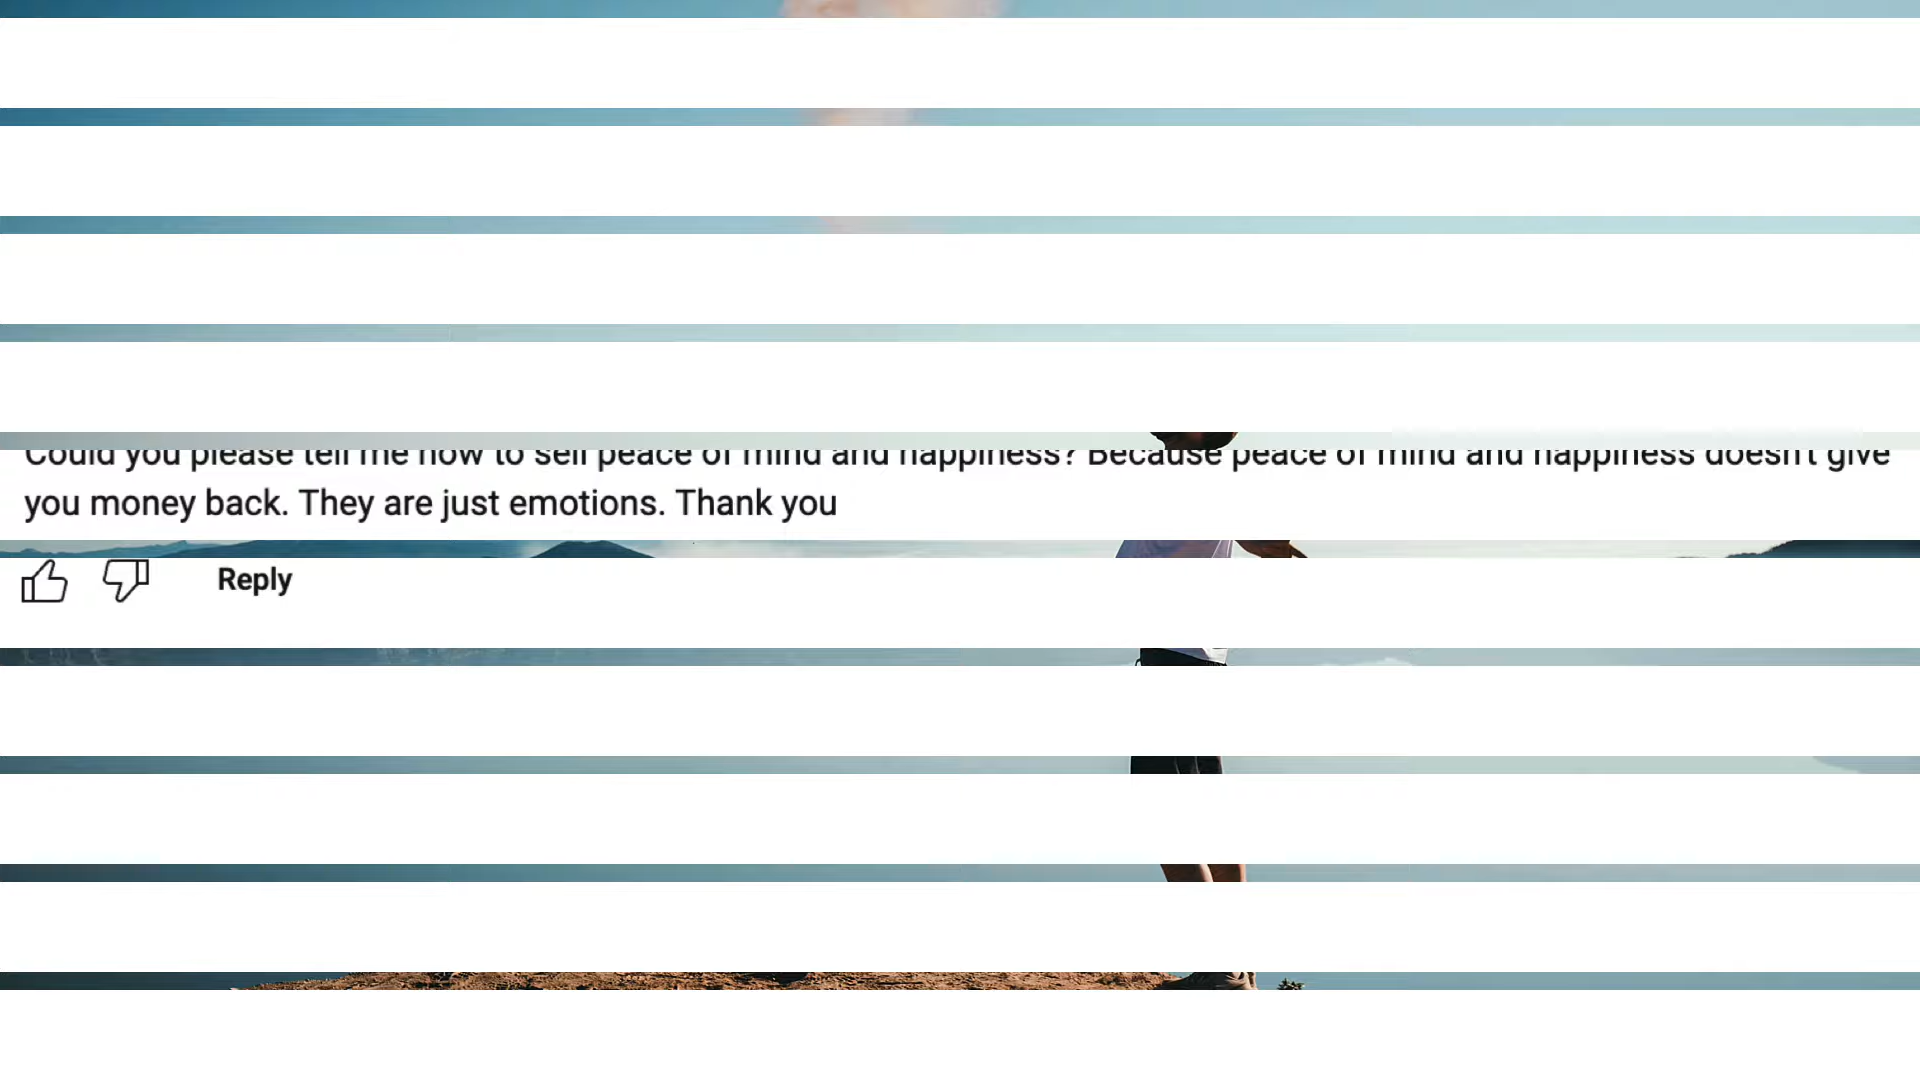 Could you please tell me how to sell peace of mind and happiness? Because peace of mind and happiness doesn't give
you money back. They are just emotions. Thank you
Reply